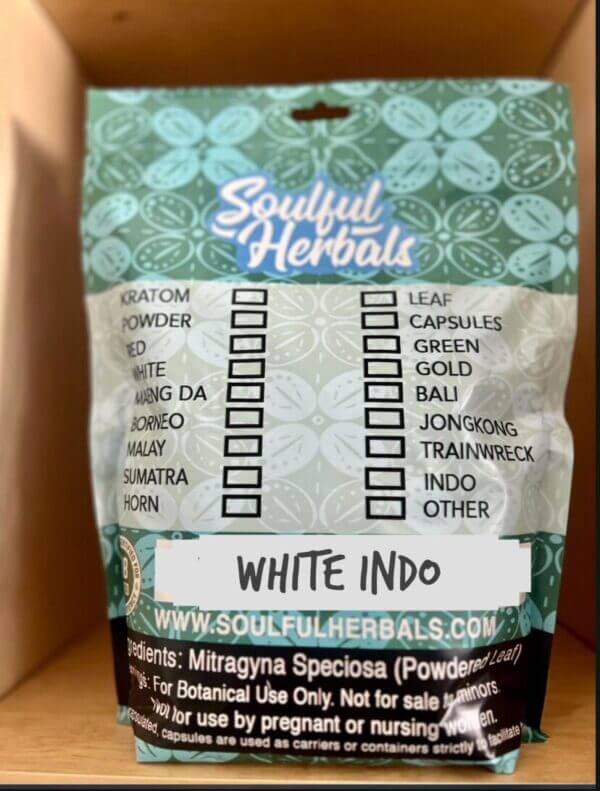 Soulful
Herbals
KRATOM LEAF
POWDER CAPSULES
RED GREEN
WHITE GOLD
MAENG DA BALI
BORNEO JONGKONG
MALAY TRAINWRECK
SUMATRA INDO
HORN OTHER
WHITE INDO
WWW.SOULFULHERBALS.COM
edients: Mitragyna Speciosa (Powdered Leaf)
For Botanical Use Only. Not for sale to minors
Not for use by pregnant or nursing women.
capsules are used as carriers or containers strictly to facilitate